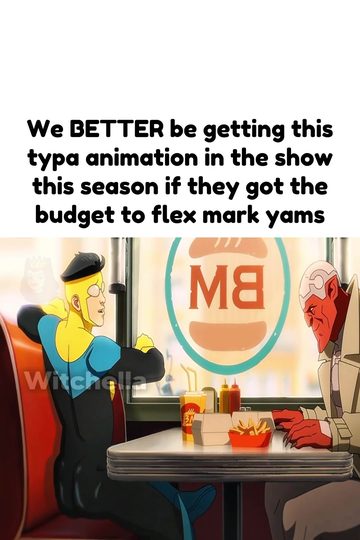 We BETTER be getting this
typa animation in the show
this season if they got the
budget to flex mark yams
BM
Witchella